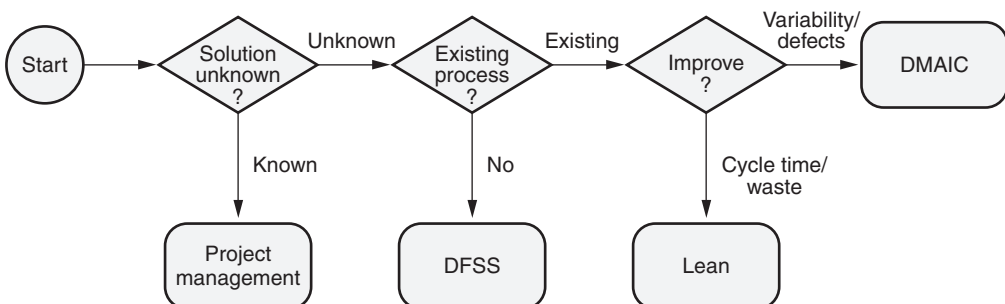 Start
Solution
unknown
?
Unknown
Existing
process
?
Existing
Improve
?
Variability/
defects
DMAIC
Known
No
Cycle time/
waste
Project
management
DFSS
Lean